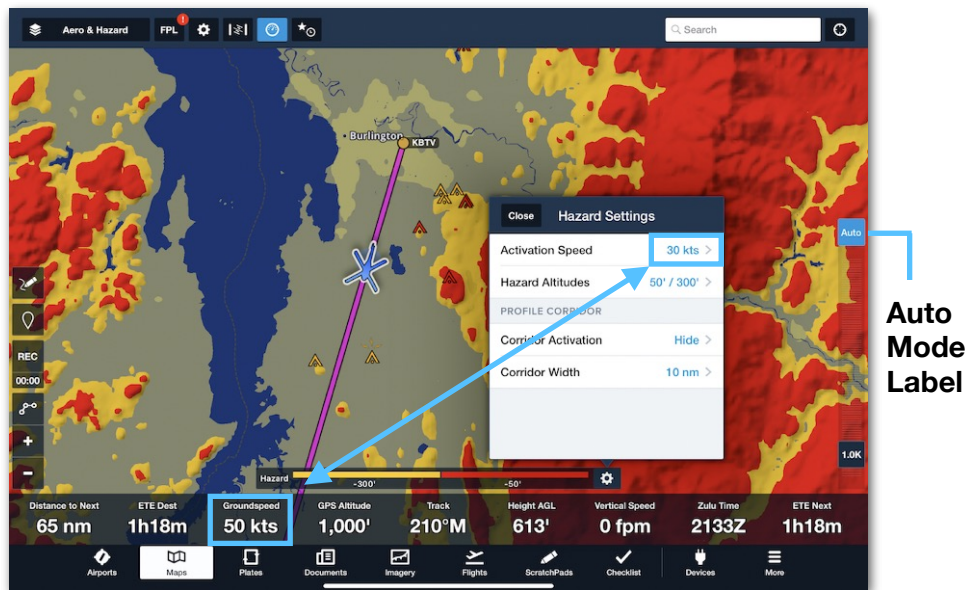 Aero & Hazard FPL ! Search
Burlington
KBTV
Close Hazard Settings
Activation Speed 30 kts >
Hazard Altitudes 50' / 300' >
PROFILE CORRIDOR
Corridor Activation Hide >
Corridor Width 10 nm >
Auto
Auto
Mode
Label
REC
00:00
+
−
1.0K
Hazard -300' -50'
Distance to Next ETE Dest Groundspeed GPS Altitude Track Height AGL Vertical Speed Zulu Time ETE Next
65 nm 1h18m 50 kts 1,000' 210°M 613' 0 fpm 2133Z 1h18m
Airports Maps Plates Documents Imagery Flights ScratchPads Checklist Devices More